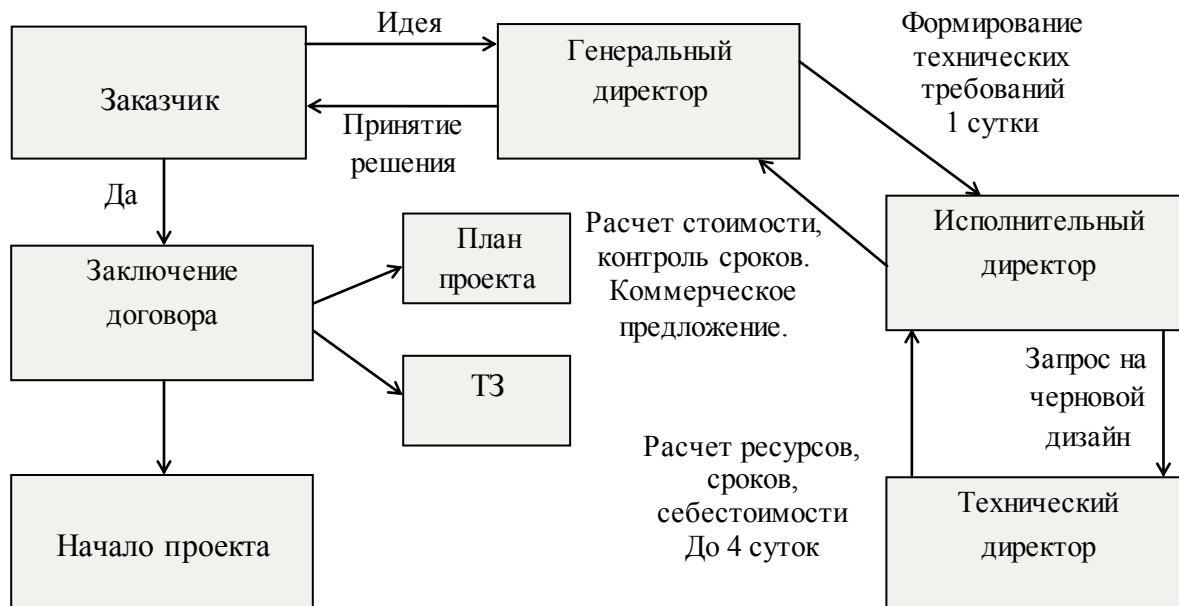 Идея
Заказчик
Генеральный
директор
Формирование
технических
требований
1 сутки
Принятие
решения
Да
Заключение
договора
План
проекта
ТЗ
Расчет стоимости,
контроль сроков.
Коммерческое
предложение.
Исполнительный
директор
Запрос на
черновой
дизайн
Расчет ресурсов,
сроков,
себестоимости
До 4 суток
Технический
директор
Начало проекта